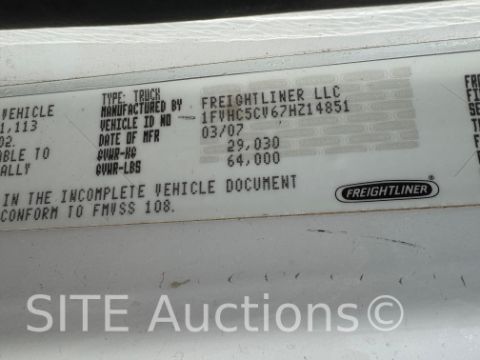 TYPE: TRUCK
VEHICLE MANUFACTURED BY FREIGHTLINER LLC
1,113 VEHICLE ID NO 1FVHC5CV67HZ14851
02. DATE OF MFR 03/07
ABLE TO GVWR-KG 29,030
ALLY GVWR-LBS 64,000
IN THE INCOMPLETE VEHICLE DOCUMENT
CONFORM TO FMVSS 108.
FREIGHTLINER
SITE Auctions©